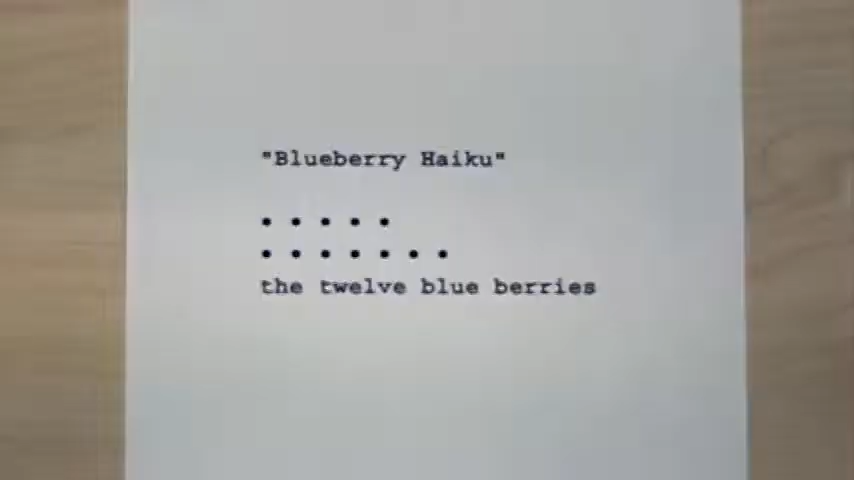 "Blueberry Haiku"
• • • • •
• • • • • • •
the twelve blue berries